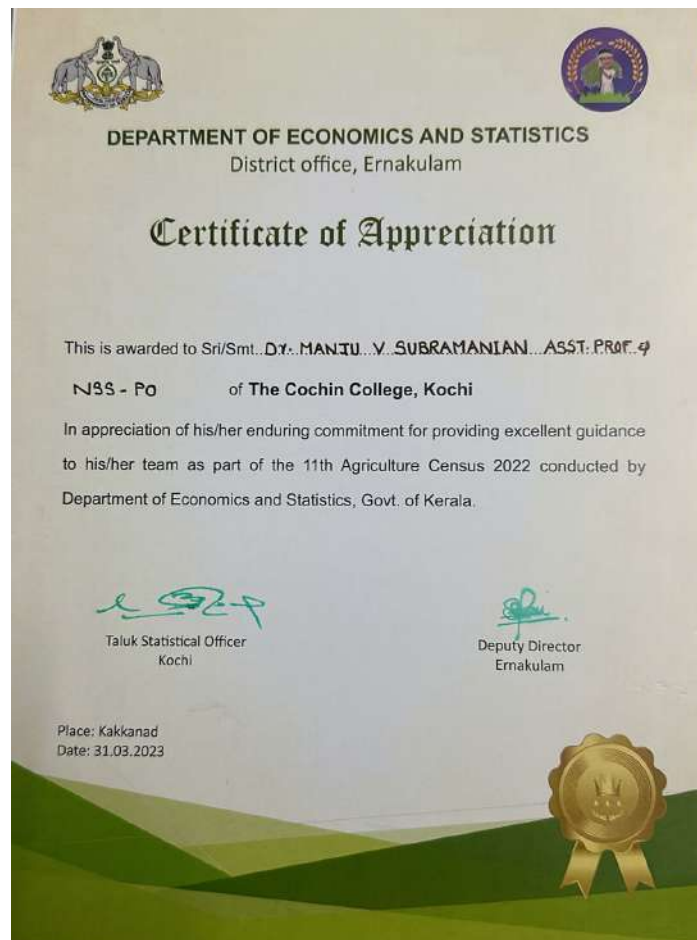 DEPARTMENT OF ECONOMICS AND STATISTICS
District office, Ernakulam
Certificate of Appreciation
This is awarded to Sri/Smt..Dr. MANJU V SUBRAMANIAN ASST. PROF &
NSS - PO of The Cochin College, Kochi
In appreciation of his/her enduring commitment for providing excellent guidance
to his/her team as part of the 11th Agriculture Census 2022 conducted by
Department of Economics and Statistics, Govt. of Kerala.
Taluk Statistical Officer
Kochi
Deputy Director
Ernakulam
Place: Kakkanad
Date: 31.03.2023